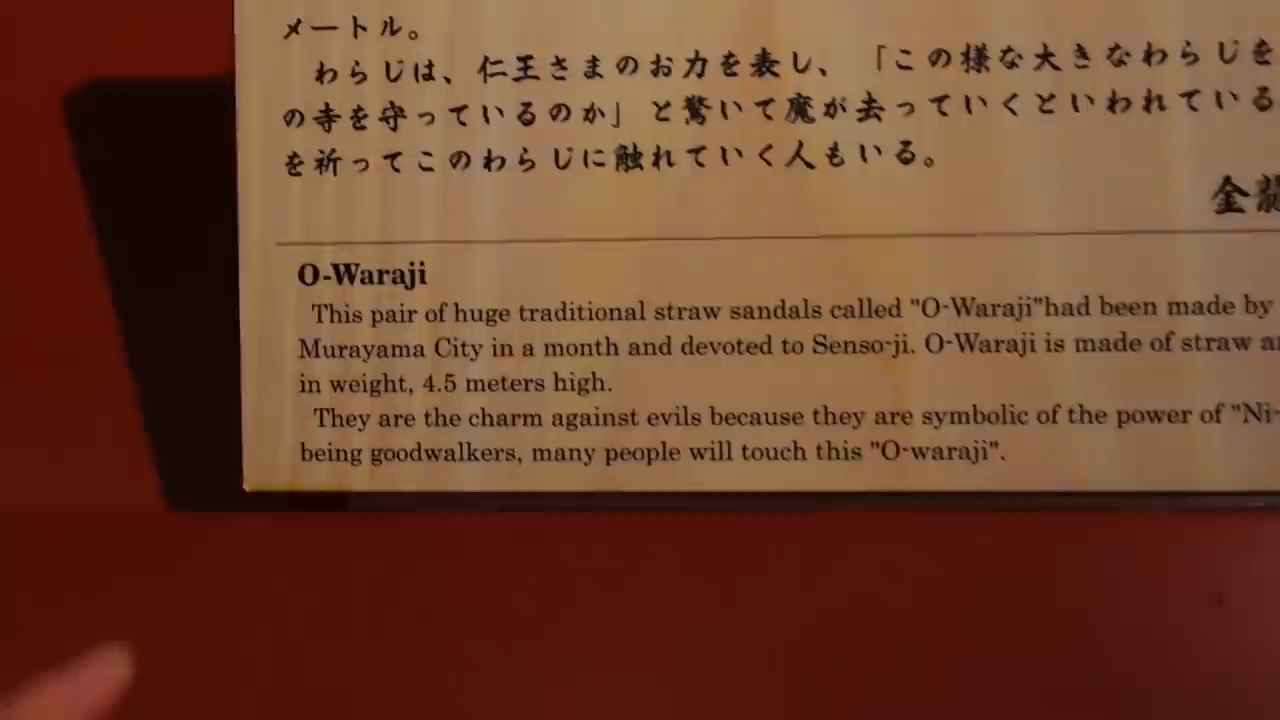 メートル。
わらじは、仁王さまのお力を表し、「この様な大きなわらじを
の寺を守っているのか」と驚いて魔が去っていくといわれている
を祈ってこのわらじに触れていく人もいる。
金龍
O-Waraji
This pair of huge traditional straw sandals called "O-Waraji"had been made by
Murayama City in a month and devoted to Senso-ji. O-Waraji is made of straw
in weight, 4.5 meters high.
They are the charm against evils because they are symbolic of the power of
being goodwalkers, many people will touch this "O-waraji".